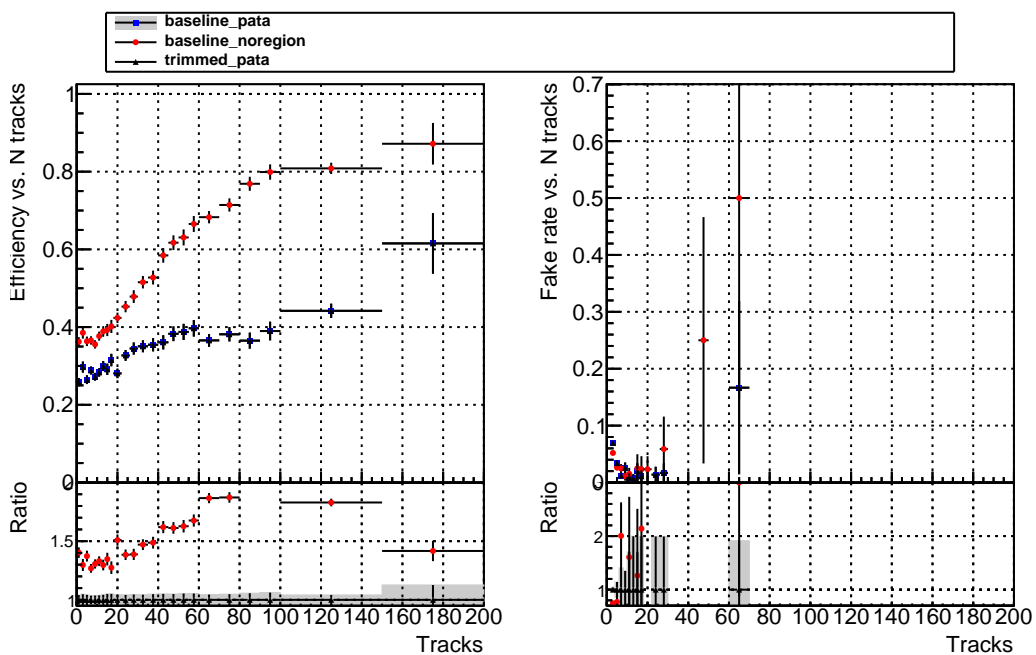 baseline_pata
baseline_noregion
trimmed_pata
Efficiency vs. N tracks
1
0.8
0.6
0.4
0.2
0
Ratio
1.5
1
0 20 40 60 80 100 120 140 160 180 200
Tracks
Fake rate vs. N tracks
0.7
0.6
0.5
0.4
0.3
0.2
0.1
0
Ratio
2
1
0 20 40 60 80 100 120 140 160 180 200
Tracks